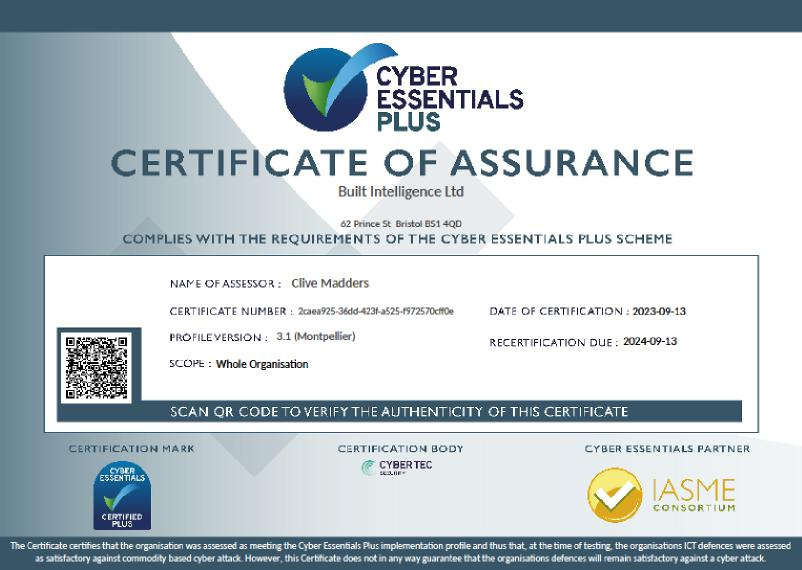 CYBER
ESSENTIALS
PLUS
CERTIFICATE OF ASSURANCE
Built Intelligence Ltd
62 Prince St Bristol BS1 4QD
COMPLIES WITH THE REQUIREMENTS OF THE CYBER ESSENTIALS PLUS SCHEME
NAME OF ASSESSOR : Clive Madders
CERTIFICATE NUMBER : 2caea925-36dd-423f-a525-f972570cff0e
DATE OF CERTIFICATION : 2023-09-13
PROFILE VERSION : 3.1 (Montpellier)
RECERTIFICATION DUE : 2024-09-13
SCOPE : Whole Organisation
SCAN QR CODE TO VERIFY THE AUTHENTICITY OF THIS CERTIFICATE
CERTIFICATION MARK
CERTIFICATION BODY
CYBER ESSENTIALS PARTNER
CYBER
ESSENTIALS
CERTIFIED
PLUS
CYBERTEC
SECURITY
IASME
CONSORTIUM
The Certificate certifies that the organisation was assessed as meeting the Cyber Essentials Plus implementation profile and thus that, at the time of testing, the organisations ICT defences were assessed
as satisfactory against commodity based cyber attack. However, this Certificate does not in any way guarantee that the organisations defences will remain satisfactory against a cyber attack.